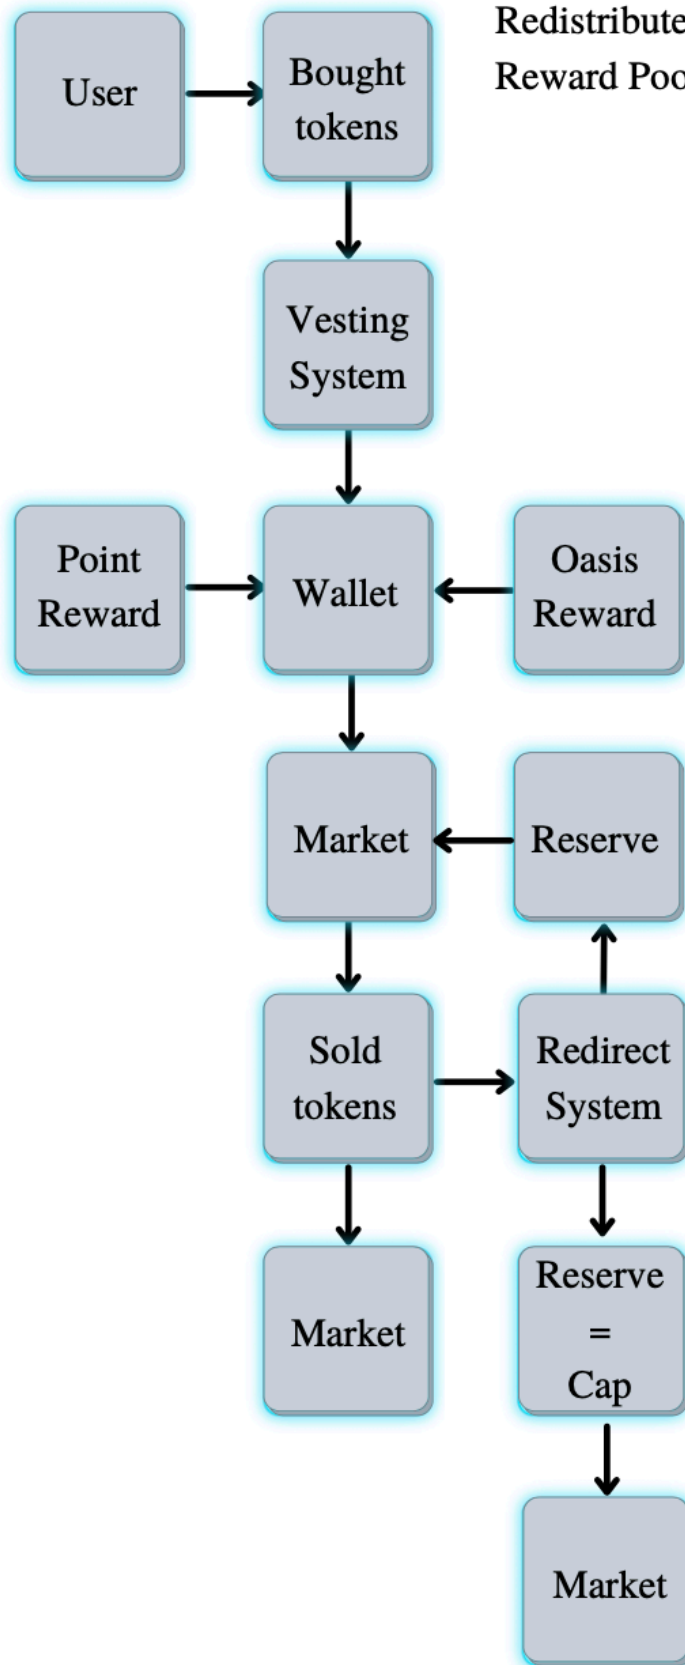 User
Bought
tokens
Redistribute
Reward Poo
Vesting
System
Point
Reward
Wallet
Oasis
Reward
Market
Reserve
Sold
tokens
Redirect
System
Market
Reserve
=
Cap
Market